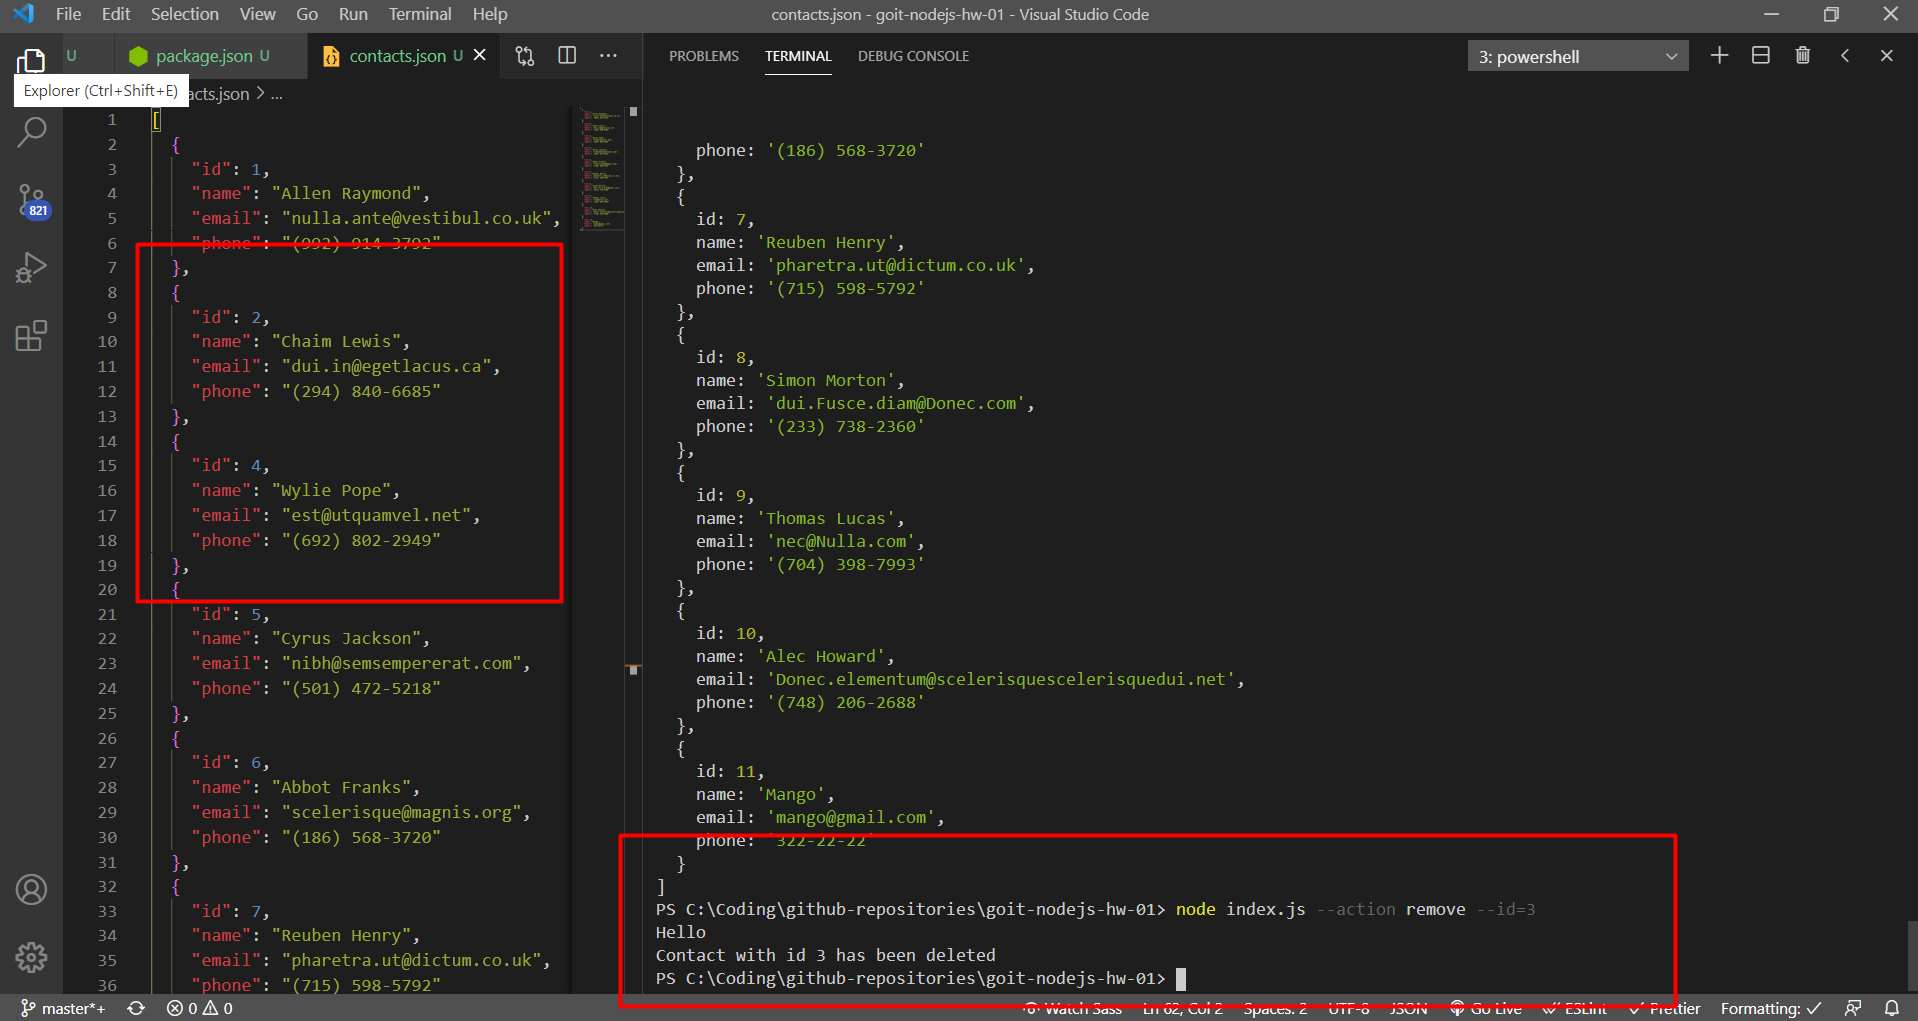 File Edit Selection View Go Run Terminal Help
contacts.json - goit-nodejs-hw-01 - Visual Studio Code
U
package.json U
contacts.json U
PROBLEMS TERMINAL DEBUG CONSOLE
3: powershell
Explorer (Ctrl+Shift+E)
acts.json > ...
821
1 [
2 {
3 "id": 1,
4 "name": "Allen Raymond",
5 "email": "nulla.ante@vestibul.co.uk",
6 "phone": "(992) 914-3792"
7 },
8 {
9 "id": 2,
10 "name": "Chaim Lewis",
11 "email": "dui.in@egetlacus.ca",
12 "phone": "(294) 840-6685"
13 },
14 {
15 "id": 4,
16 "name": "Wylie Pope",
17 "email": "est@utquamvel.net",
18 "phone": "(692) 802-2949"
19 },
20 {
21 "id": 5,
22 "name": "Cyrus Jackson",
23 "email": "nibh@semsempererat.com",
24 "phone": "(501) 472-5218"
25 },
26 {
27 "id": 6,
28 "name": "Abbot Franks",
29 "email": "scelerisque@magnis.org",
30 "phone": "(186) 568-3720"
31 },
32 {
33 "id": 7,
34 "name": "Reuben Henry",
35 "email": "pharetra.ut@dictum.co.uk",
36 "phone": "(715) 598-5792"
phone: '(186) 568-3720'
},
{
id: 7,
name: 'Reuben Henry',
email: 'pharetra.ut@dictum.co.uk',
phone: '(715) 598-5792'
},
{
id: 8,
name: 'Simon Morton',
email: 'dui.Fusce.diam@Donec.com',
phone: '(233) 738-2360'
},
{
id: 9,
name: 'Thomas Lucas',
email: 'nec@Nulla.com',
phone: '(704) 398-7993'
},
{
id: 10,
name: 'Alec Howard',
email: 'Donec.elementum@scelerisquescelerisquedui.net',
phone: '(748) 206-2688'
},
{
id: 11,
name: 'Mango',
email: 'mango@gmail.com',
phone: '322-22-22'
}
]
PS C:\Coding\github-repositories\goit-nodejs-hw-01> node index.js --action remove --id=3
Hello
Contact with id 3 has been deleted
PS C:\Coding\github-repositories\goit-nodejs-hw-01>
master*+ 0 0 Watch Sass Ln 62, Col 2 Spaces: 2 UTF-8 JSON Go Live ESLint Prettier Formatting: